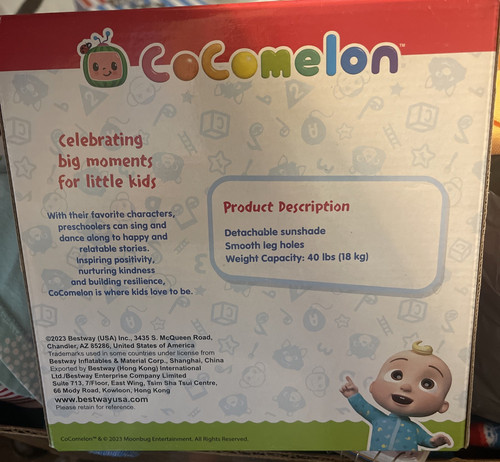 CoComelon™
Celebrating
big moments
for little kids
With their favorite characters,
preschoolers can sing and
dance along to happy and
relatable stories.
Inspiring positivity,
nurturing kindness
and building resilience,
CoComelon is where kids love to be.
Product Description
Detachable sunshade
Smooth leg holes
Weight Capacity: 40 lbs (18 kg)
©2023 Bestway (USA) Inc., 3435 S. McQueen Road,
Chandler, AZ 85286, United States of America
Trademarks used in some countries under license from
Bestway Inflatables & Material Corp., Shanghai, China
Exported by Bestway (Hong Kong) International
Ltd./Bestway Enterprise Company Limited
Suite 713, 7/Floor, East Wing, Tsim Sha Tsui Centre,
66 Mody Road, Kowloon, Hong Kong
www.bestwayusa.com
Please retain for reference.
CoComelon™ & © 2023 Moonbug Entertainment. All Rights Reserved.